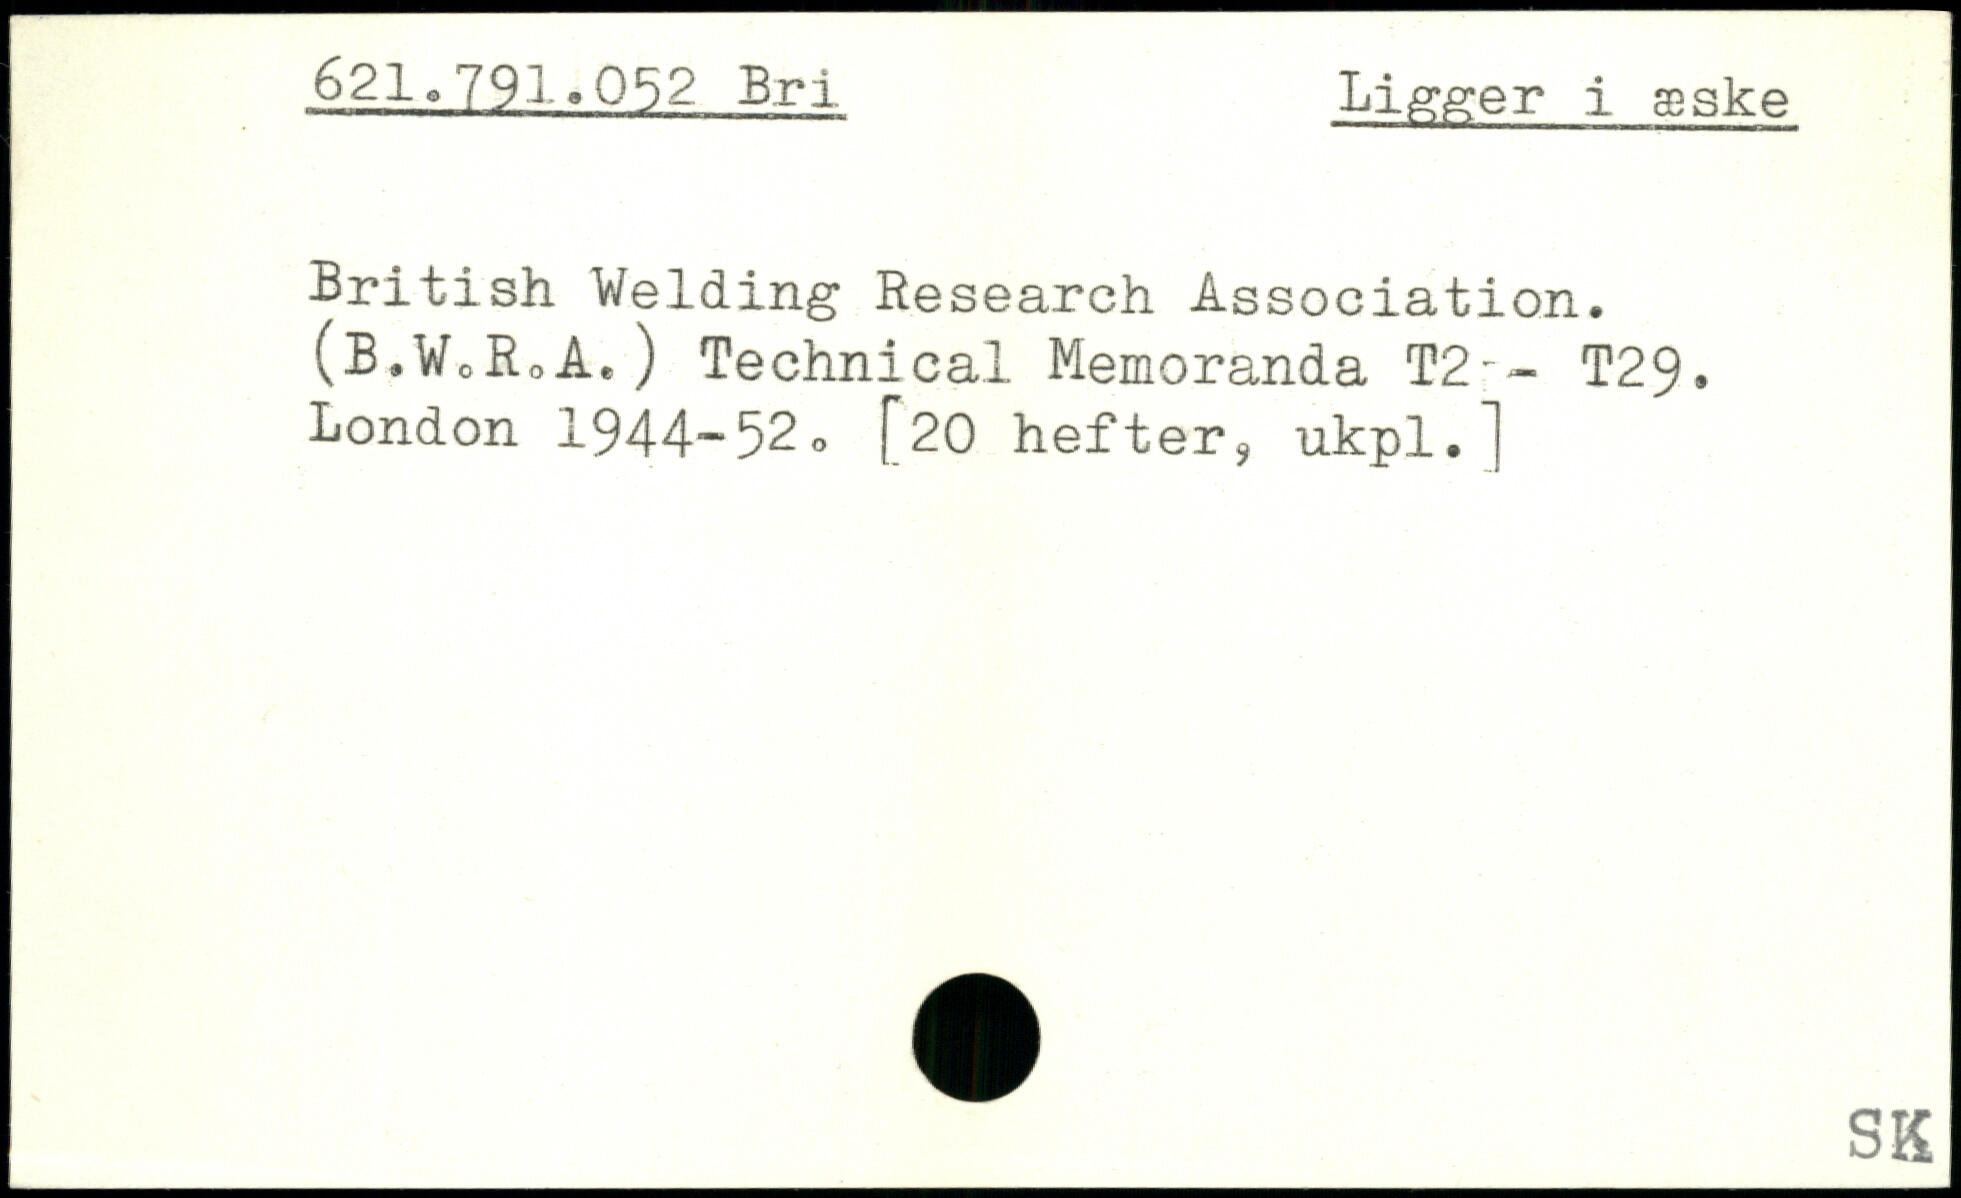 621.791.052 Bri
Ligger i æske
British Welding Research Association.
(B.W.R.A.) Technical Memoranda T2 - T29.
London 1944-52. [20 hefter, ukpl.]
SK